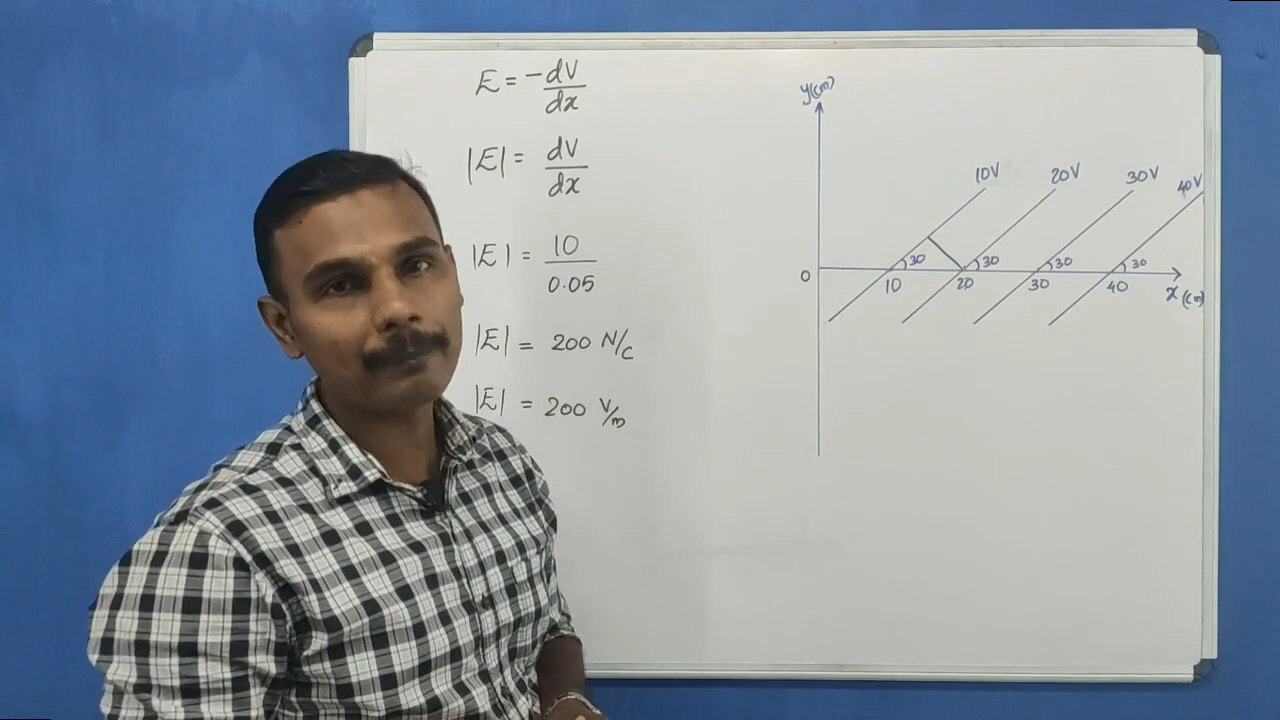 E = -dV/dx
|E| = dV/dx
|E| = 10/0.05
|E| = 200 N/C
|E| = 200 V/m
y(cm)
10V 20V 30V 40V
30 30 30 30
0 10 20 30 40 x (cm)